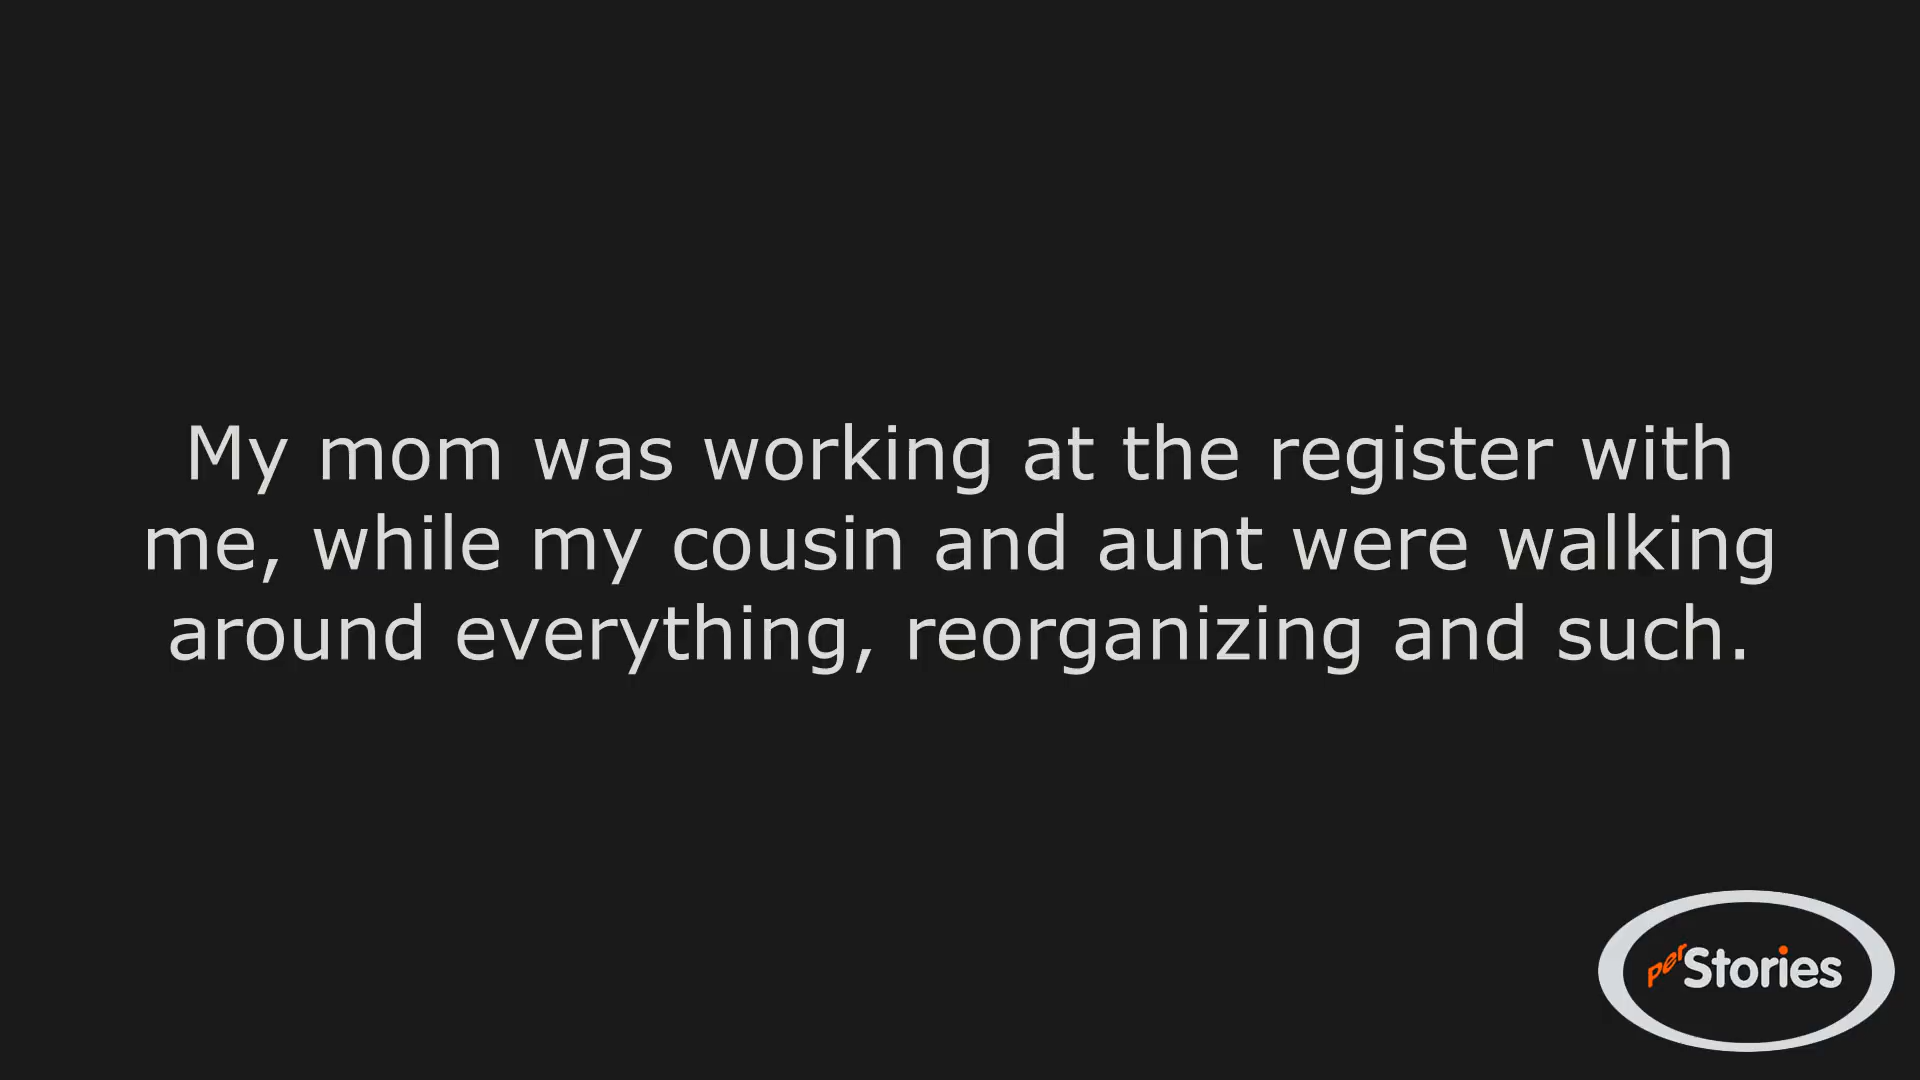 My mom was working at the register with
me, while my cousin and aunt were walking
around everything, reorganizing and such.
perStories